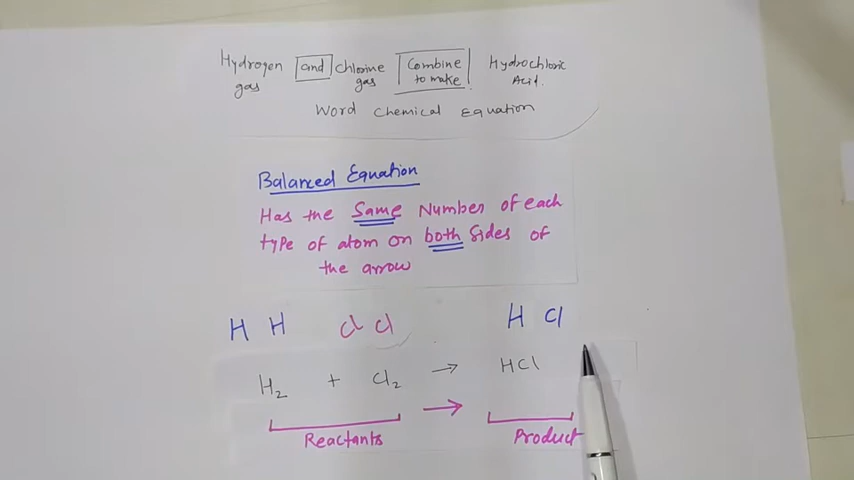 Hydrogen gas and chlorine gas Combine to make Hydrochloric Acid.
Word Chemical Equation
Balanced Equation
Has the Same Number of each
type of atom on both Sides of
the arrow
H H Cl Cl H Cl
H₂ + Cl₂ → HCl
Reactants → Product